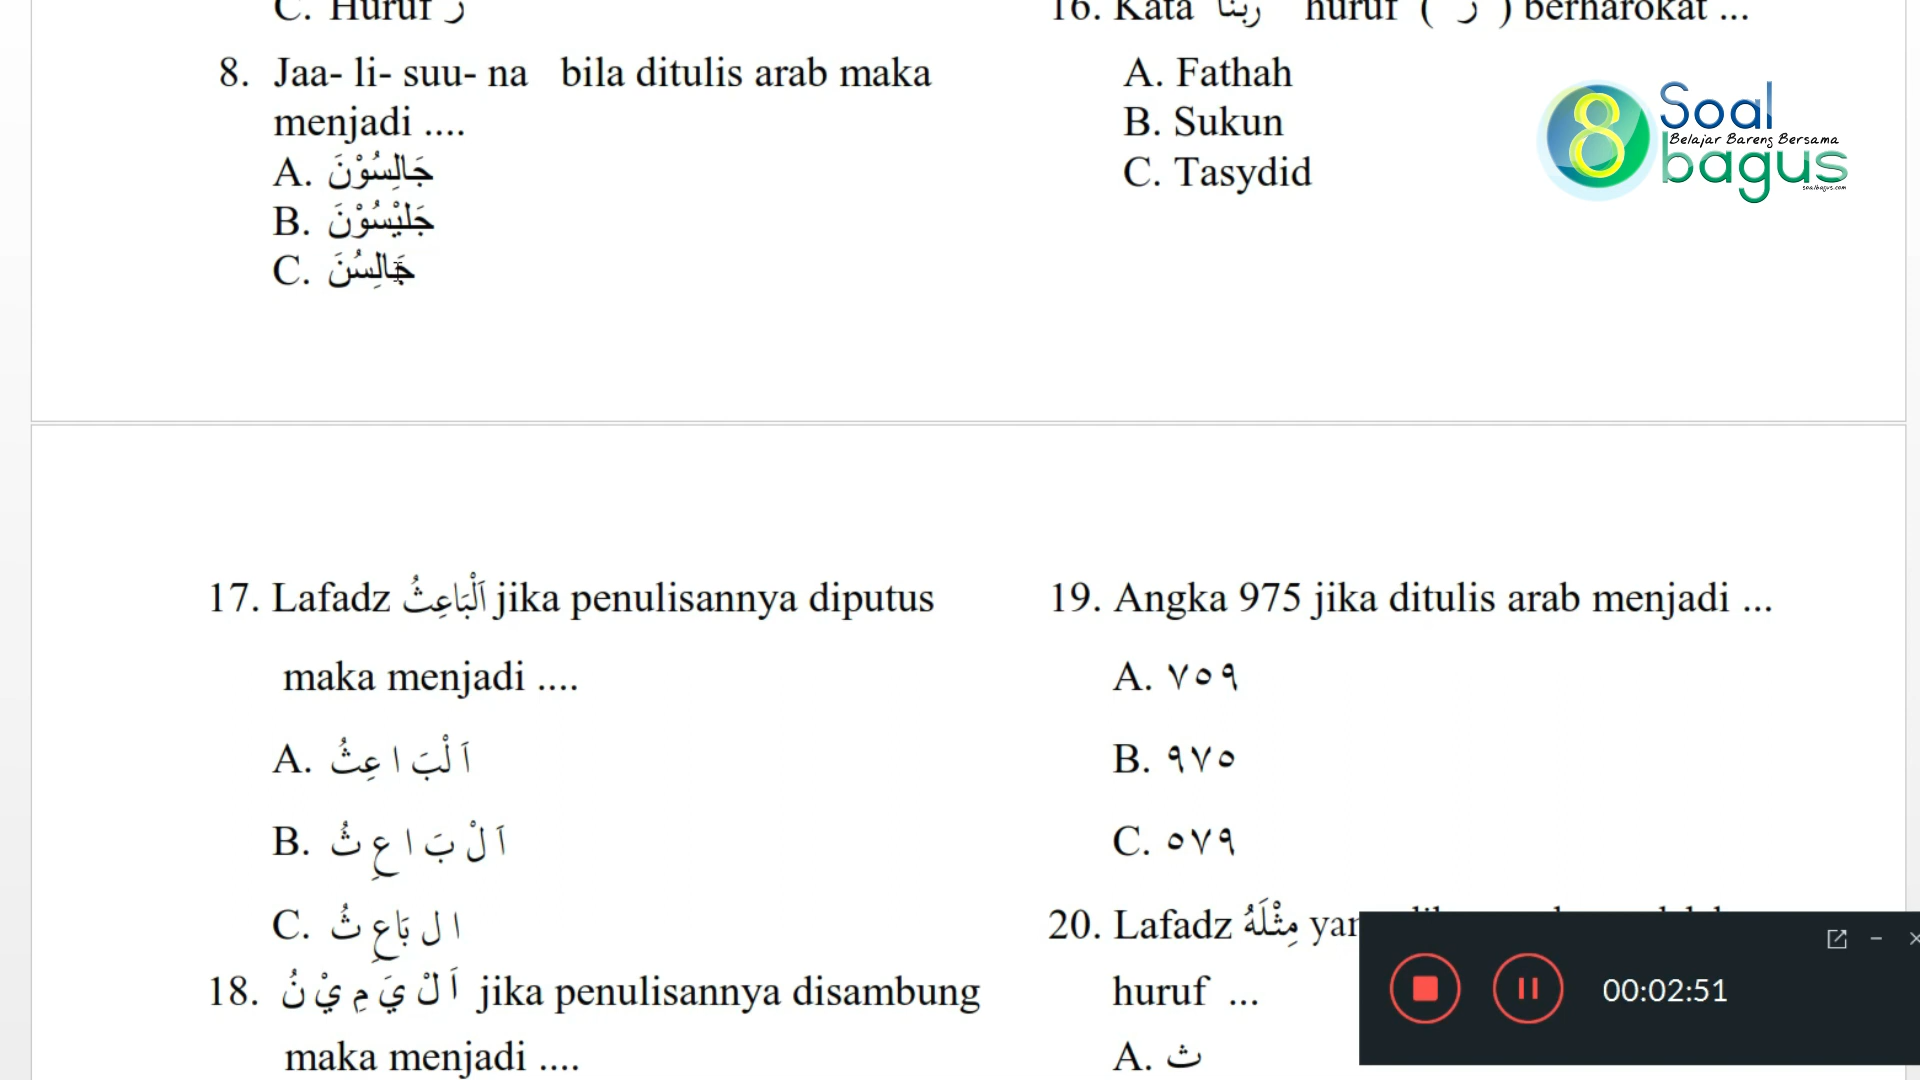 C. Huruf ر
8. Jaa- li- suu- na bila ditulis arab maka
menjadi ....
A. جَالِسُوْنَ
B. جَلِيْسُوْنَ
C. جَالِسُنَ
16. Kata رَبَّنَا huruf ( ر ) berharokat ...
A. Fathah
B. Sukun
C. Tasydid
Soal
Belajar Bareng Bersama
bagus
soalbagus.com
17. Lafadz اَلْبَاعِثُ jika penulisannya diputus
maka menjadi ....
A. اَ لْبَ ا عِثُ
B. اَ لْ بَ ا عِ ثُ
C. ا ل بَاعِ ثُ
18. اَ لْ يَ مِ يْ نُ jika penulisannya disambung
maka menjadi ....
19. Angka 975 jika ditulis arab menjadi ...
A. ٧٥٩
B. ٩٧٥
C. ٥٧٩
20. Lafadz مِثْلَهُ
huruf ...
A. ث
00:02:51